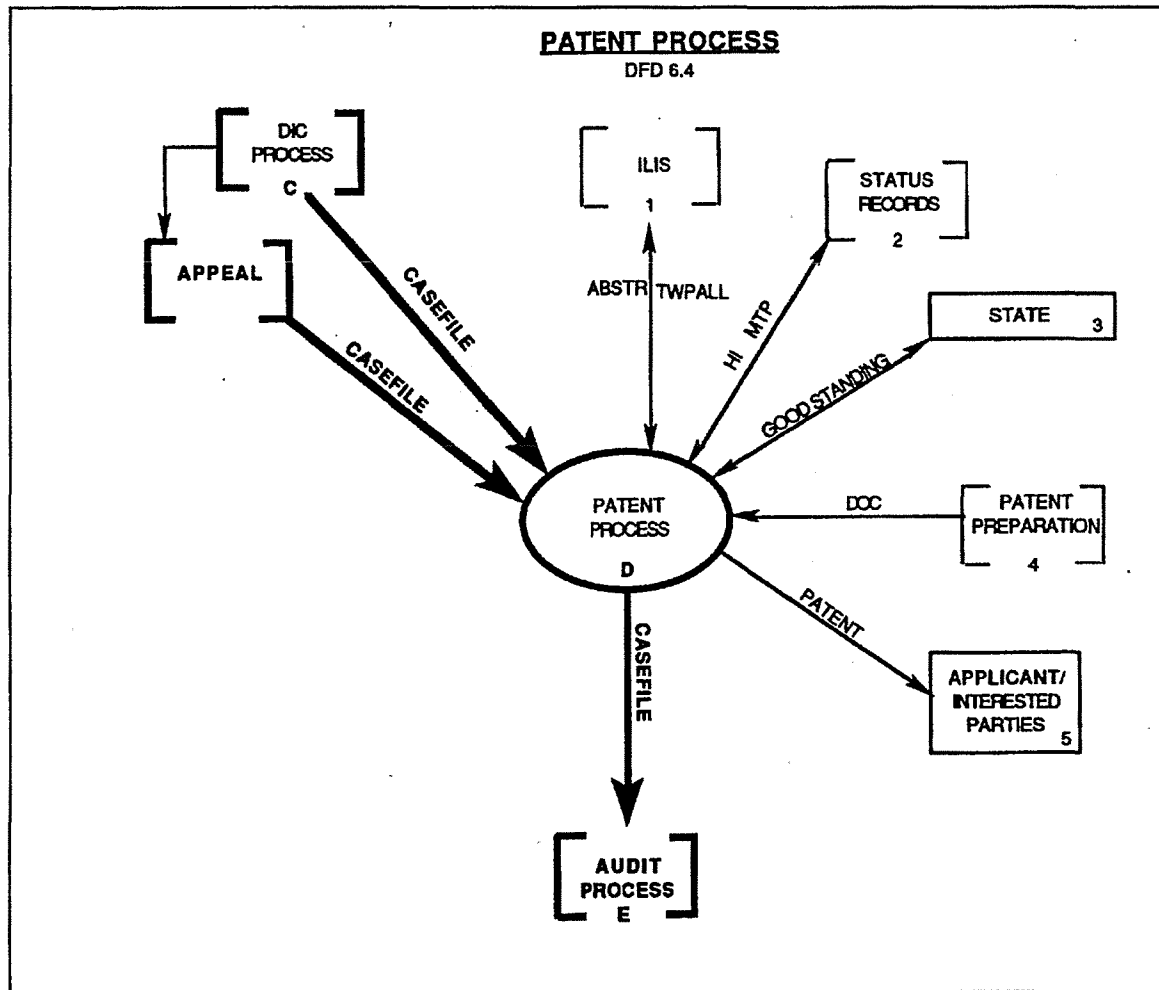 PATENT PROCESS
DFD 6.4
DIC
PROCESS
C
ILIS
1
STATUS
RECORDS
2
APPEAL
CASEFILE
CASEFILE
ABSTR TWPALL
HI MTP
STATE 3
GOOD STANDING
PATENT
PROCESS
D
DOC
PATENT
PREPARATION
4
PATENT
CASEFILE
APPLICANT/
INTERESTED
PARTIES 5
AUDIT
PROCESS
E